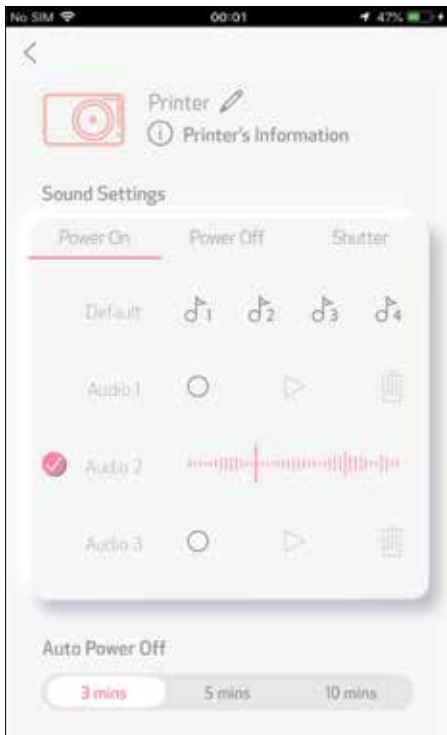 No SIM 00:01 47%
Printer
Printer's Information
Sound Settings
Power On Power Off Shutter
Default 1 2 3 4
Audio 1
Audio 2
Audio 3
Auto Power Off
3 mins 5 mins 10 mins